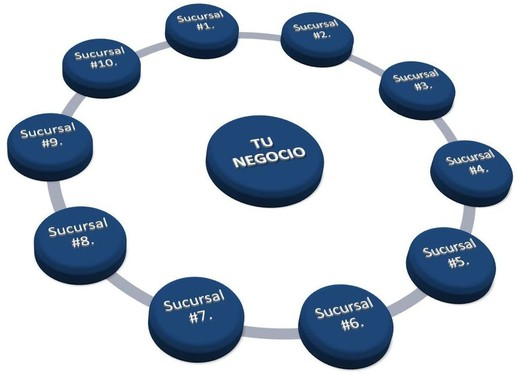 Sucursal
#1.
Sucursal
#2.
Sucursal
#3.
Sucursal
#4.
Sucursal
#5.
Sucursal
#6.
Sucursal
#7.
Sucursal
#8.
Sucursal
#9.
Sucursal
#10.
TU
NEGOCIO